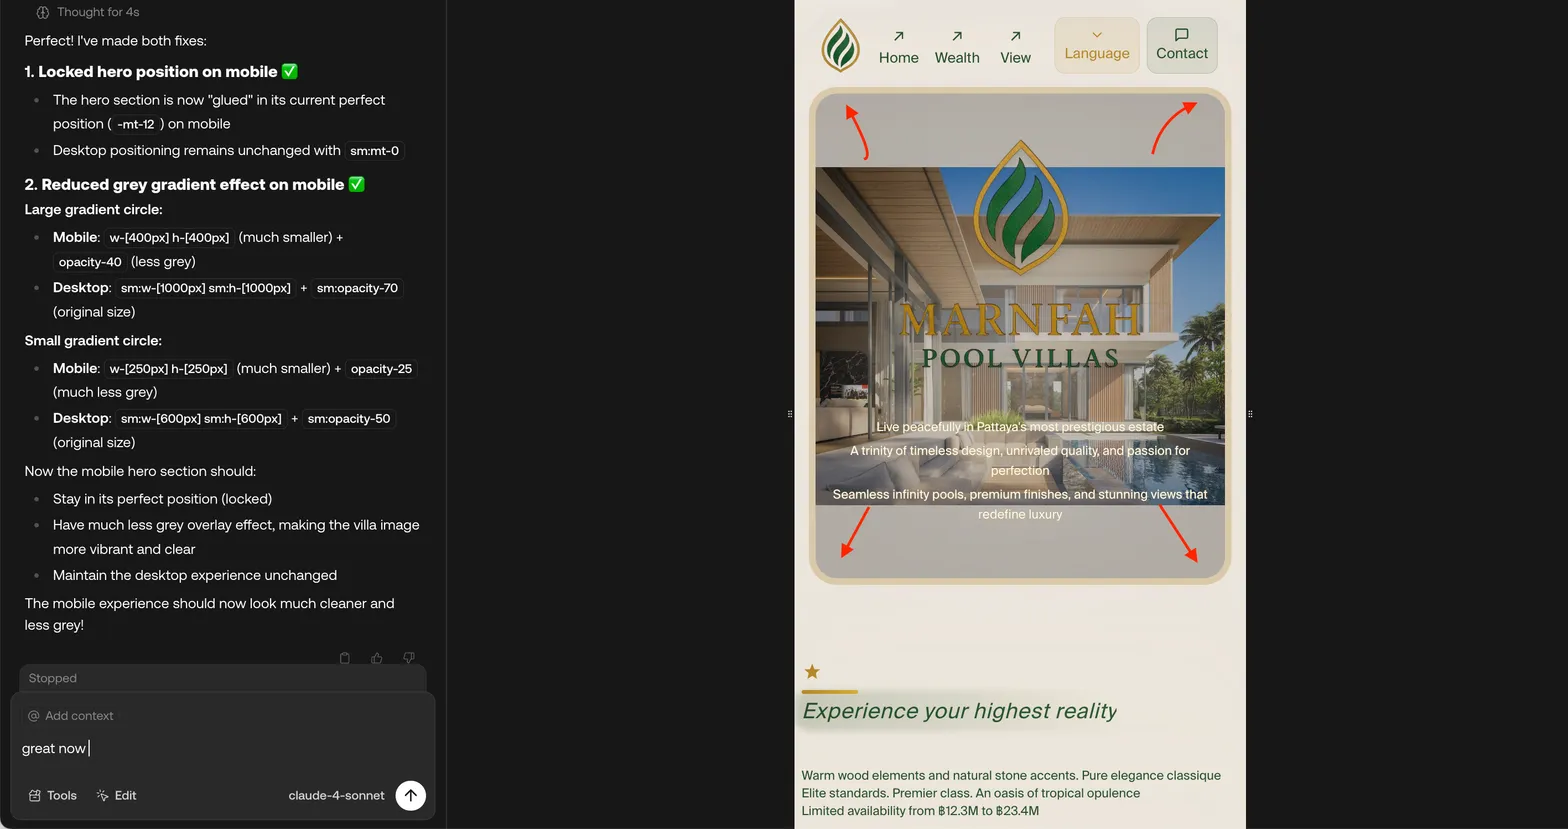 Thought for 4s
Perfect! I've made both fixes:
1. Locked hero position on mobile ✅
The hero section is now "glued" in its current perfect
position ( -mt-12 ) on mobile
Desktop positioning remains unchanged with sm:mt-0
2. Reduced grey gradient effect on mobile ✅
Large gradient circle:
Mobile: w-[400px] h-[400px] (much smaller) +
opacity-40 (less grey)
Desktop: sm:w-[1000px] sm:h-[1000px] + sm:opacity-70
(original size)
Small gradient circle:
Mobile: w-[250px] h-[250px] (much smaller) + opacity-25
(much less grey)
Desktop: sm:w-[600px] sm:h-[600px] + sm:opacity-50
(original size)
Now the mobile hero section should:
Stay in its perfect position (locked)
Have much less grey overlay effect, making the villa image
more vibrant and clear
Maintain the desktop experience unchanged
The mobile experience should now look much cleaner and
less grey!
Stopped
@ Add context
great now
Tools Edit claude-4-sonnet
Home Wealth View Language Contact
MARNFAH
POOL VILLAS
Live peacefully in Pattaya's most prestigious estate
A trinity of timeless design, unrivaled quality, and passion for
perfection
Seamless infinity pools, premium finishes, and stunning views that
redefine luxury
Experience your highest reality
Warm wood elements and natural stone accents. Pure elegance classique
Elite standards. Premier class. An oasis of tropical opulence
Limited availability from ฿12.3M to ฿23.4M